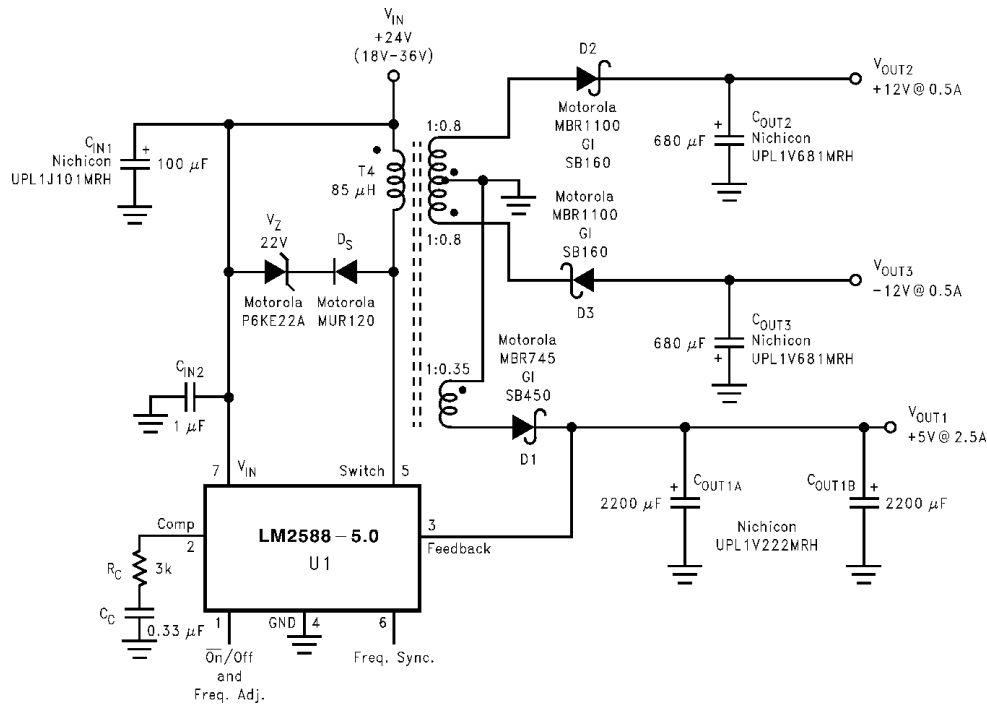 V_IN
+24V
(18V-36V)
D2
V_OUT2
+12V@0.5A
Motorola
MBR1100
GI
SB160
+
C_OUT2
Nichicon
UPL1V681MRH
680 μF
C_IN1
Nichicon
UPL1J101MRH
+
100 μF
1:0.8
T4
85 μH
1:0.8
Motorola
MBR1100
GI
SB160
D3
V_OUT3
-12V@0.5A
C_OUT3
Nichicon
UPL1V681MRH
680 μF
+
V_Z
22V
D_S
Motorola
P6KE22A
Motorola
MUR120
C_IN2
1 μF
1:0.35
Motorola
MBR745
GI
SB450
D1
V_OUT1
+5V@2.5A
+
C_OUT1A
2200 μF
C_OUT1B
+
2200 μF
Nichicon
UPL1V222MRH
7
V_IN
Switch
5
Comp
2
LM2588-5.0
U1
3
Feedback
R_C
3k
C_C
0.33 μF
1
GND
4
6
O̅n̅/Off
and
Freq. Adj.
Freq. Sync.